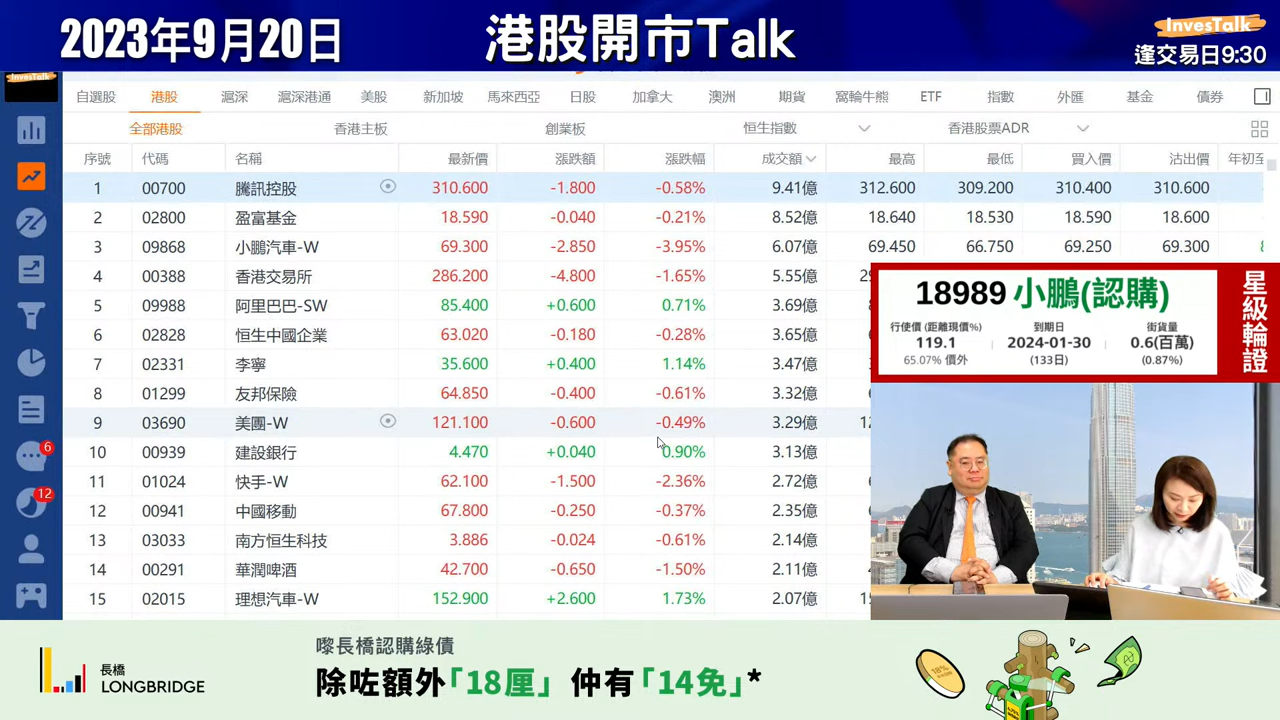 2023年9月20日
港股開市Talk
InvesTalk
逢交易日9:30
InvesTalk
自選股 港股 滬深 滬深港通 美股 新加坡 馬來西亞 日股 加拿大 澳洲 期貨 窩輪牛熊 ETF 指數 外匯 基金 債券
全部港股 香港主板 創業板 恒生指數 香港股票ADR
序號 代碼 名稱 最新價 漲跌額 漲跌幅 成交額 最高 最低 買入價 沽出價 年初至
1 00700 騰訊控股 310.600 -1.800 -0.58% 9.41億 312.600 309.200 310.400 310.600
2 02800 盈富基金 18.590 -0.040 -0.21% 8.52億 18.640 18.530 18.590 18.600
3 09868 小鵬汽車-W 69.300 -2.850 -3.95% 6.07億 69.450 66.750 69.250 69.300
4 00388 香港交易所 286.200 -4.800 -1.65% 5.55億
5 09988 阿里巴巴-SW 85.400 +0.600 0.71% 3.69億
6 02828 恒生中國企業 63.020 -0.180 -0.28% 3.65億
7 02331 李寧 35.600 +0.400 1.14% 3.47億
8 01299 友邦保險 64.850 -0.400 -0.61% 3.32億
9 03690 美團-W 121.100 -0.600 -0.49% 3.29億
10 00939 建設銀行 4.470 +0.040 0.90% 3.13億
11 01024 快手-W 62.100 -1.500 -2.36% 2.72億
12 00941 中國移動 67.800 -0.250 -0.37% 2.35億
13 03033 南方恒生科技 3.886 -0.024 -0.61% 2.14億
14 00291 華潤啤酒 42.700 -0.650 -1.50% 2.11億
15 02015 理想汽車-W 152.900 +2.600 1.73% 2.07億
6
12
18989 小鵬(認購)
行使價 (距離現價%) 到期日 街貨量
119.1 2024-01-30 0.6(百萬)
65.07% 價外 (133日) (0.87%)
星級輪證
長橋
LONGBRIDGE
嚟長橋認購綠債
除咗額外「18厘」 仲有「14免」*
18%